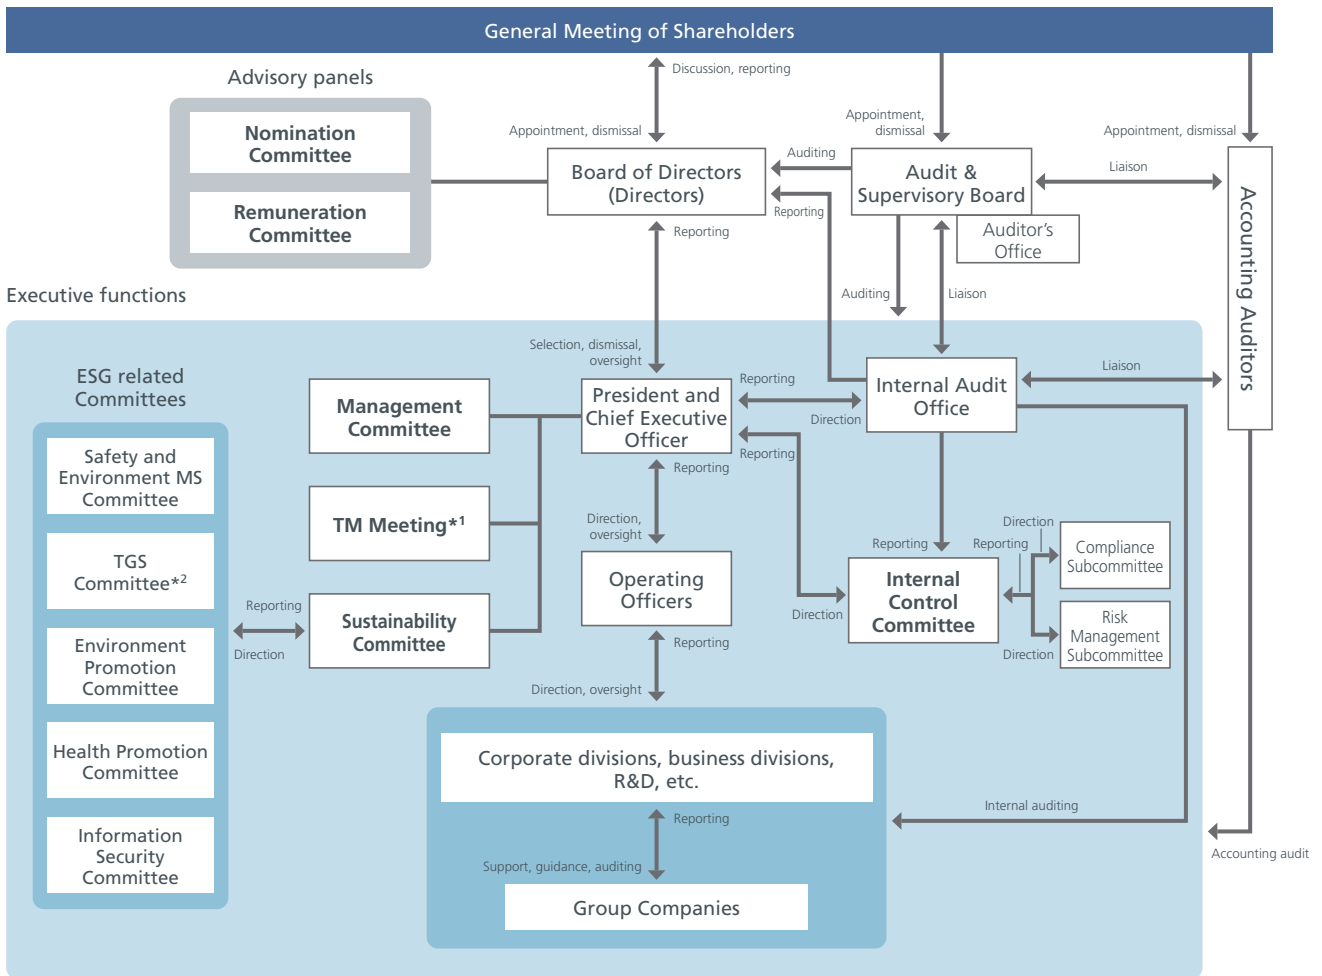 General Meeting of Shareholders
Advisory panels
Nomination
Committee
Remuneration
Committee
Discussion, reporting
Appointment, dismissal
Appointment,
dismissal
Appointment, dismissal
Board of Directors
(Directors)
Auditing
Reporting
Audit &
Supervisory Board
Auditor's
Office
Liaison
Accounting Auditors
Reporting
Auditing
Liaison
Executive functions
Selection, dismissal,
oversight
ESG related
Committees
Safety and
Environment MS
Committee
TGS
Committee*2
Environment
Promotion
Committee
Health Promotion
Committee
Information
Security
Committee
Reporting
Direction
Management
Committee
TM Meeting*1
Sustainability
Committee
President and
Chief Executive
Officer
Reporting
Direction
Reporting
Internal Audit
Office
Liaison
Reporting
Direction,
oversight
Operating
Officers
Reporting
Direction, oversight
Direction
Reporting
Internal
Control
Committee
Direction
Reporting
Direction
Compliance
Subcommittee
Risk
Management
Subcommittee
Corporate divisions, business divisions,
R&D, etc.
Reporting
Support, guidance, auditing
Group Companies
Internal auditing
Accounting audit